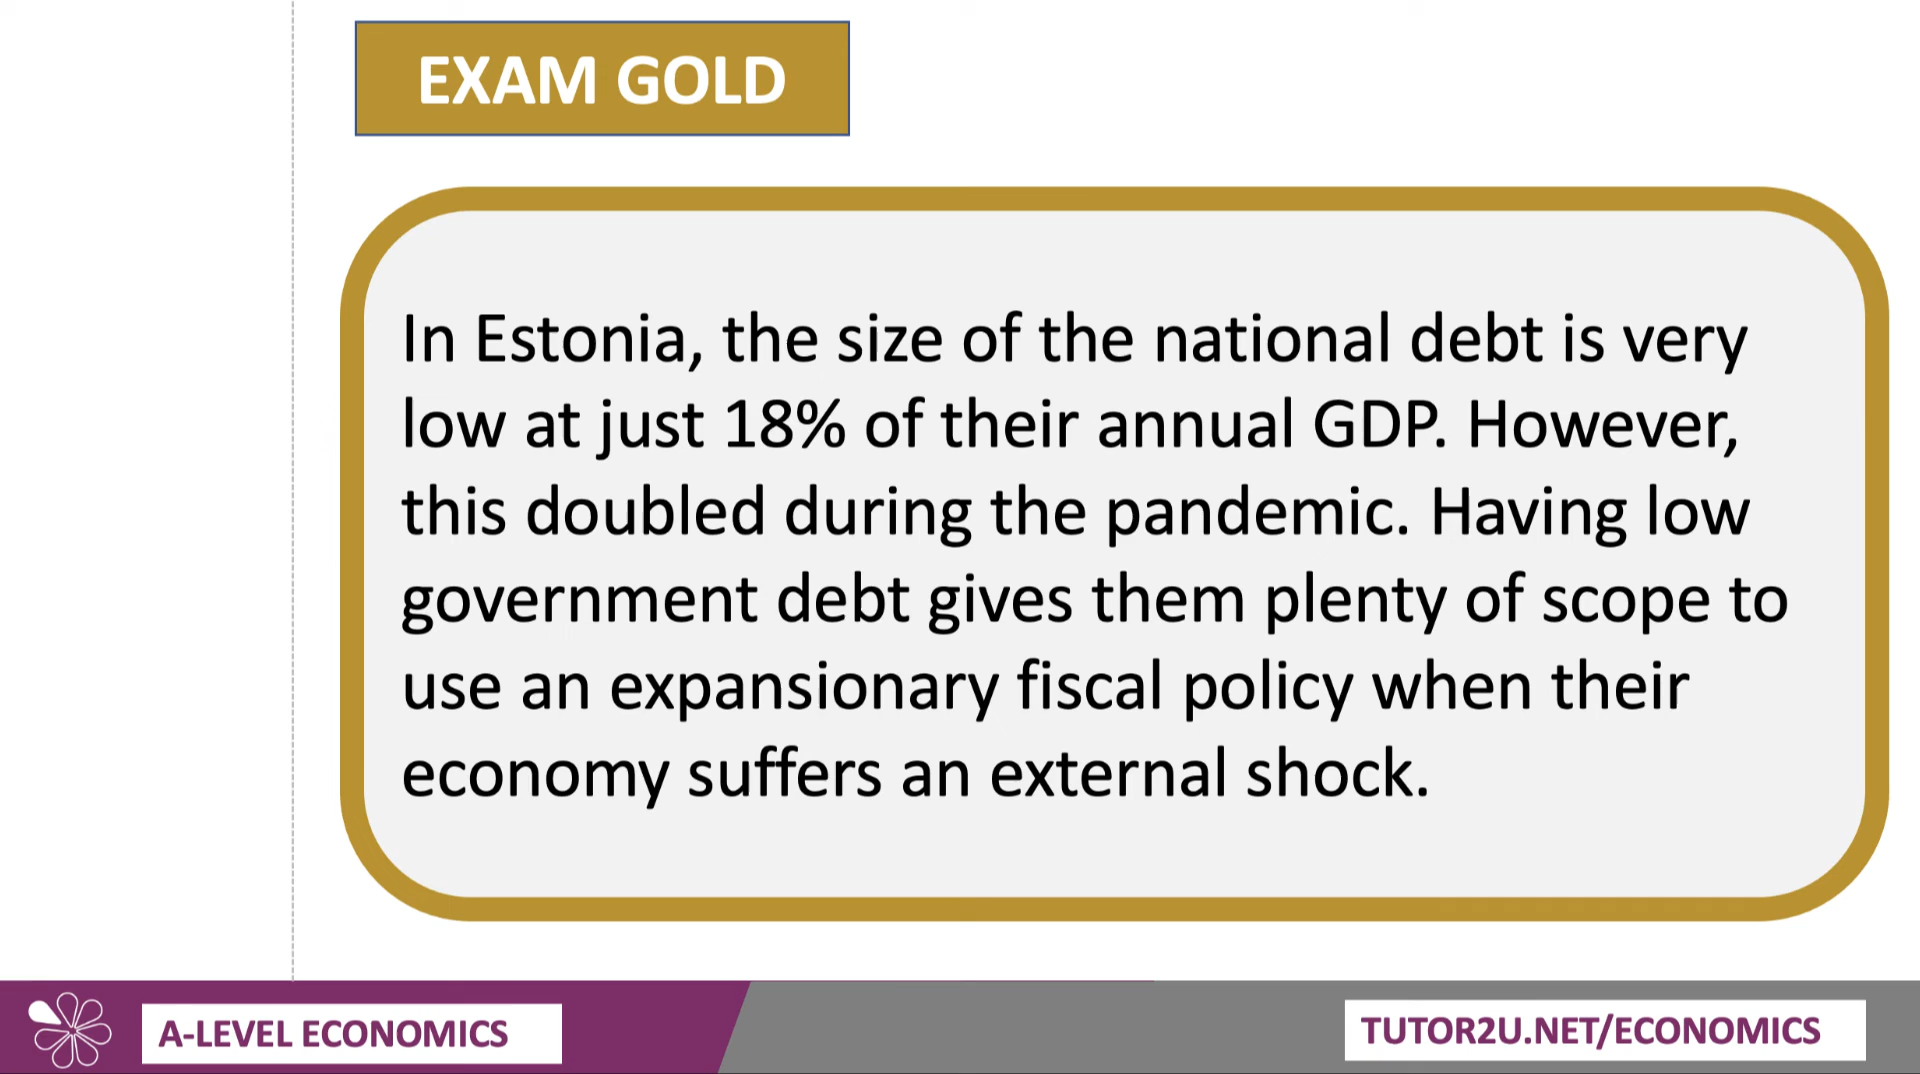 EXAM GOLD
In Estonia, the size of the national debt is very
low at just 18% of their annual GDP. However,
this doubled during the pandemic. Having low
government debt gives them plenty of scope to
use an expansionary fiscal policy when their
economy suffers an external shock.
A-LEVEL ECONOMICS
TUTOR2U.NET/ECONOMICS